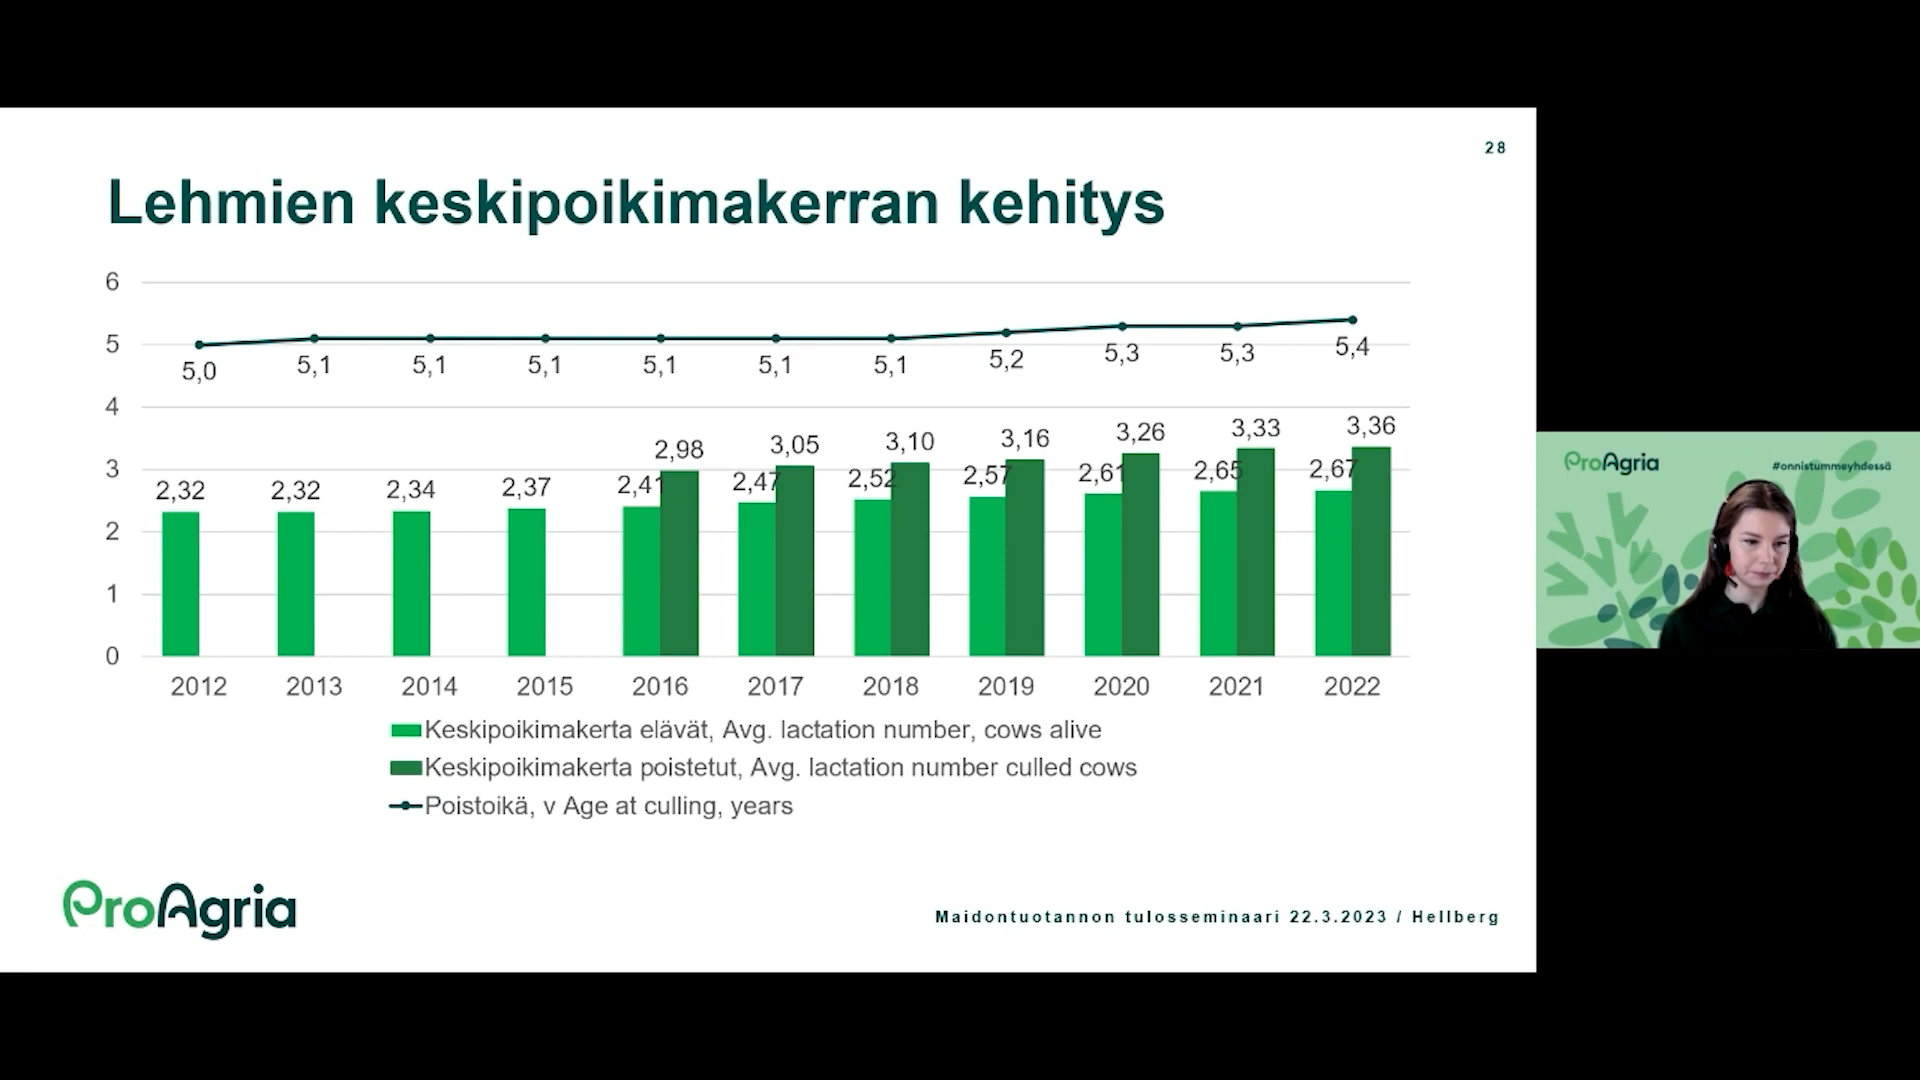 28
Lehmien keskipoikimakerran kehitys
6
5
4
3
2
1
0
5,0 5,1 5,1 5,1 5,1 5,1 5,1 5,2 5,3 5,3 5,4
2,98 3,05 3,10 3,16 3,26 3,33 3,36
2,32 2,32 2,34 2,37 2,41 2,47 2,52 2,57 2,61 2,65 2,67
2012 2013 2014 2015 2016 2017 2018 2019 2020 2021 2022
Keskipoikimakerta elävät, Avg. lactation number, cows alive
Keskipoikimakerta poistetut, Avg. lactation number culled cows
Poistoikä, v Age at culling, years
ProAgria
Maidontuotannon tulosseminaari 22.3.2023 / Hellberg
ProAgria
#onnistummeyhdessä